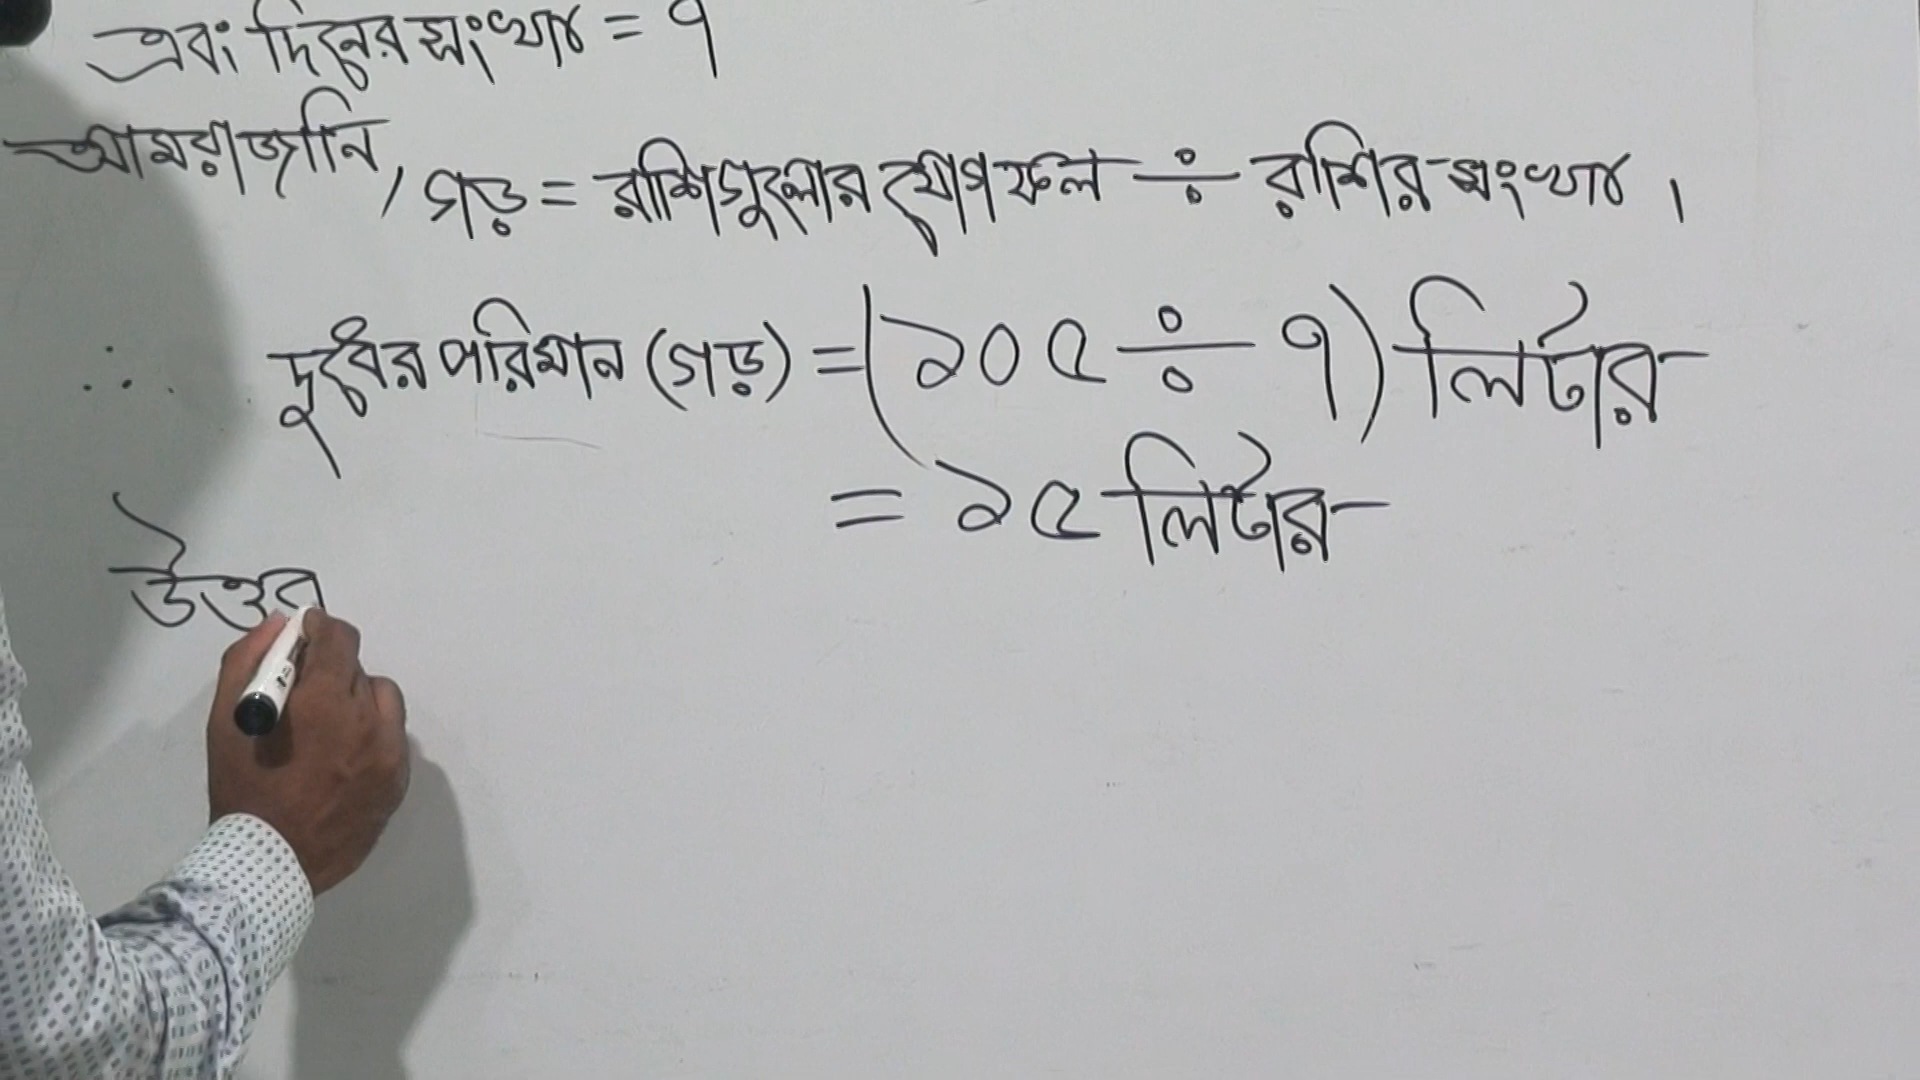 এবং দিনের সংখ্যা = ৭
আমরা জানি, গড় = রাশিগুলোর যোগফল ÷ রাশির সংখ্যা ।
∴ দুধের পরিমান (গড়) = (১০৫ ÷ ৭) লিটার
= ১৫ লিটার
উত্তর